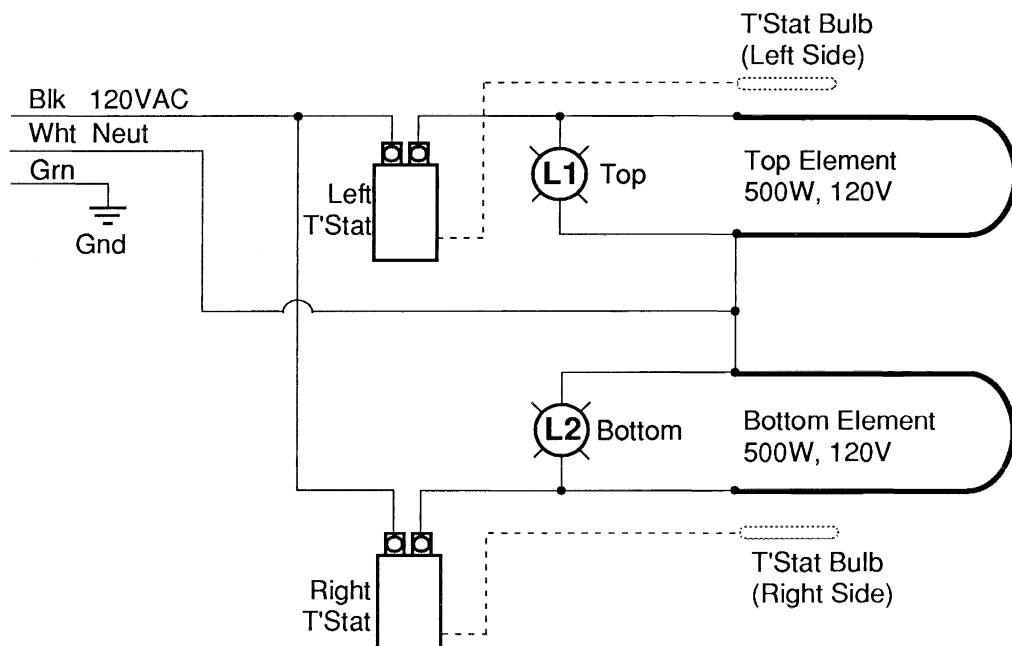 T'Stat Bulb
(Left Side)
Blk 120VAC
Wht Neut
Grn
Gnd
Left
T'Stat
L1 Top
Top Element
500W, 120V
L2 Bottom
Bottom Element
500W, 120V
Right
T'Stat
T'Stat Bulb
(Right Side)